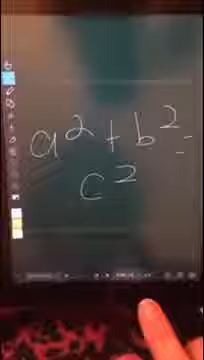 a² + b² =
c²